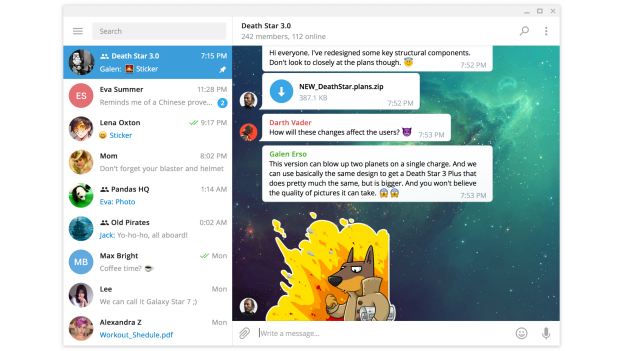 Search
Death Star 3.0
242 members, 112 online
Death Star 3.0 7:15 PM
Galen: Sticker
Eva Summer 11:28 PM
Reminds me of a Chinese prove... 2
ES
Lena Oxton 9:17 PM
😄 Sticker
Mom 8:02 PM
Don't forget your blaster and helmet
Pandas HQ 1:14 AM
Eva: Photo
Old Pirates 0:02 AM
Jack: Yo-ho-ho, all aboard!
MB
Max Bright Mon
Coffee time? ☕
Lee Mon
We can call it Galaxy Star 7 ;)
Alexandra Z Mon
Workout_Shedule.pdf
Hi everyone. I've redesigned some key structural components.
Don't look to closely at the plans though. 😇
7:52 PM
NEW_DeathStar.plans.zip
387.1 KB
7:52 PM
Darth Vader
How will these changes affect the users? 😈 7:53 PM
Galen Erso
This version can blow up two planets on a single charge. And we
can use basically the same design to get a Death Star 3 Plus that
does pretty much the same, but is bigger. And you won't believe
the quality of pictures it can take. 😱😱
7:53 PM
Write a message...